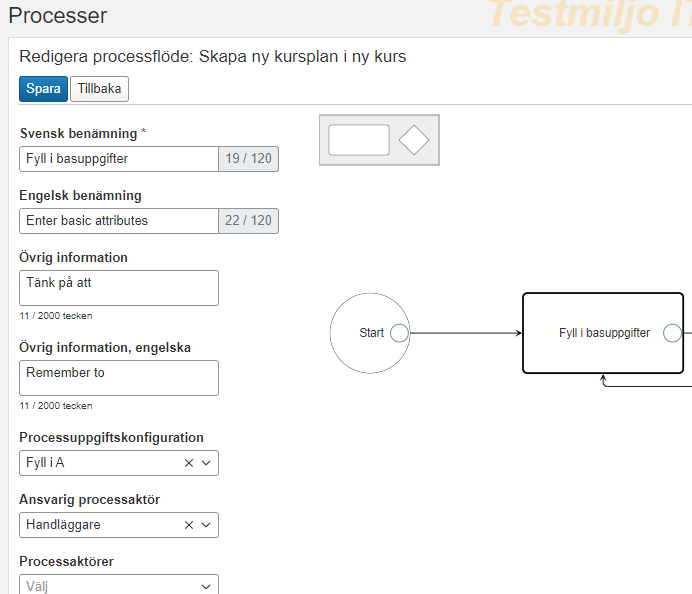 Testmiljö
Processer
Redigera processflöde: Skapa ny kursplan i ny kurs
Spara Tillbaka
Svensk benämning *
Fyll i basuppgifter 19 / 120
Engelsk benämning
Enter basic attributes 22 / 120
Övrig information
Tänk på att
11 / 2000 tecken
Övrig information, engelska
Remember to
11 / 2000 tecken
Processuppgiftskonfiguration
Fyll i A
Ansvarig processaktör
Handläggare
Processaktörer
Välj
Start
Fyll i basuppgifter